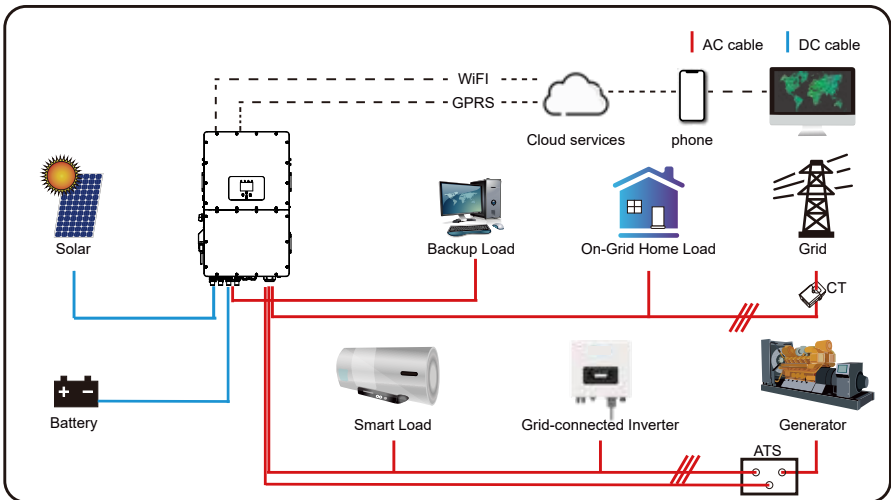 AC cable
DC cable
WiFI
GPRS
Cloud services
phone
Solar
Backup Load
On-Grid Home Load
Grid
CT
Battery
Smart Load
Grid-connected Inverter
Generator
ATS